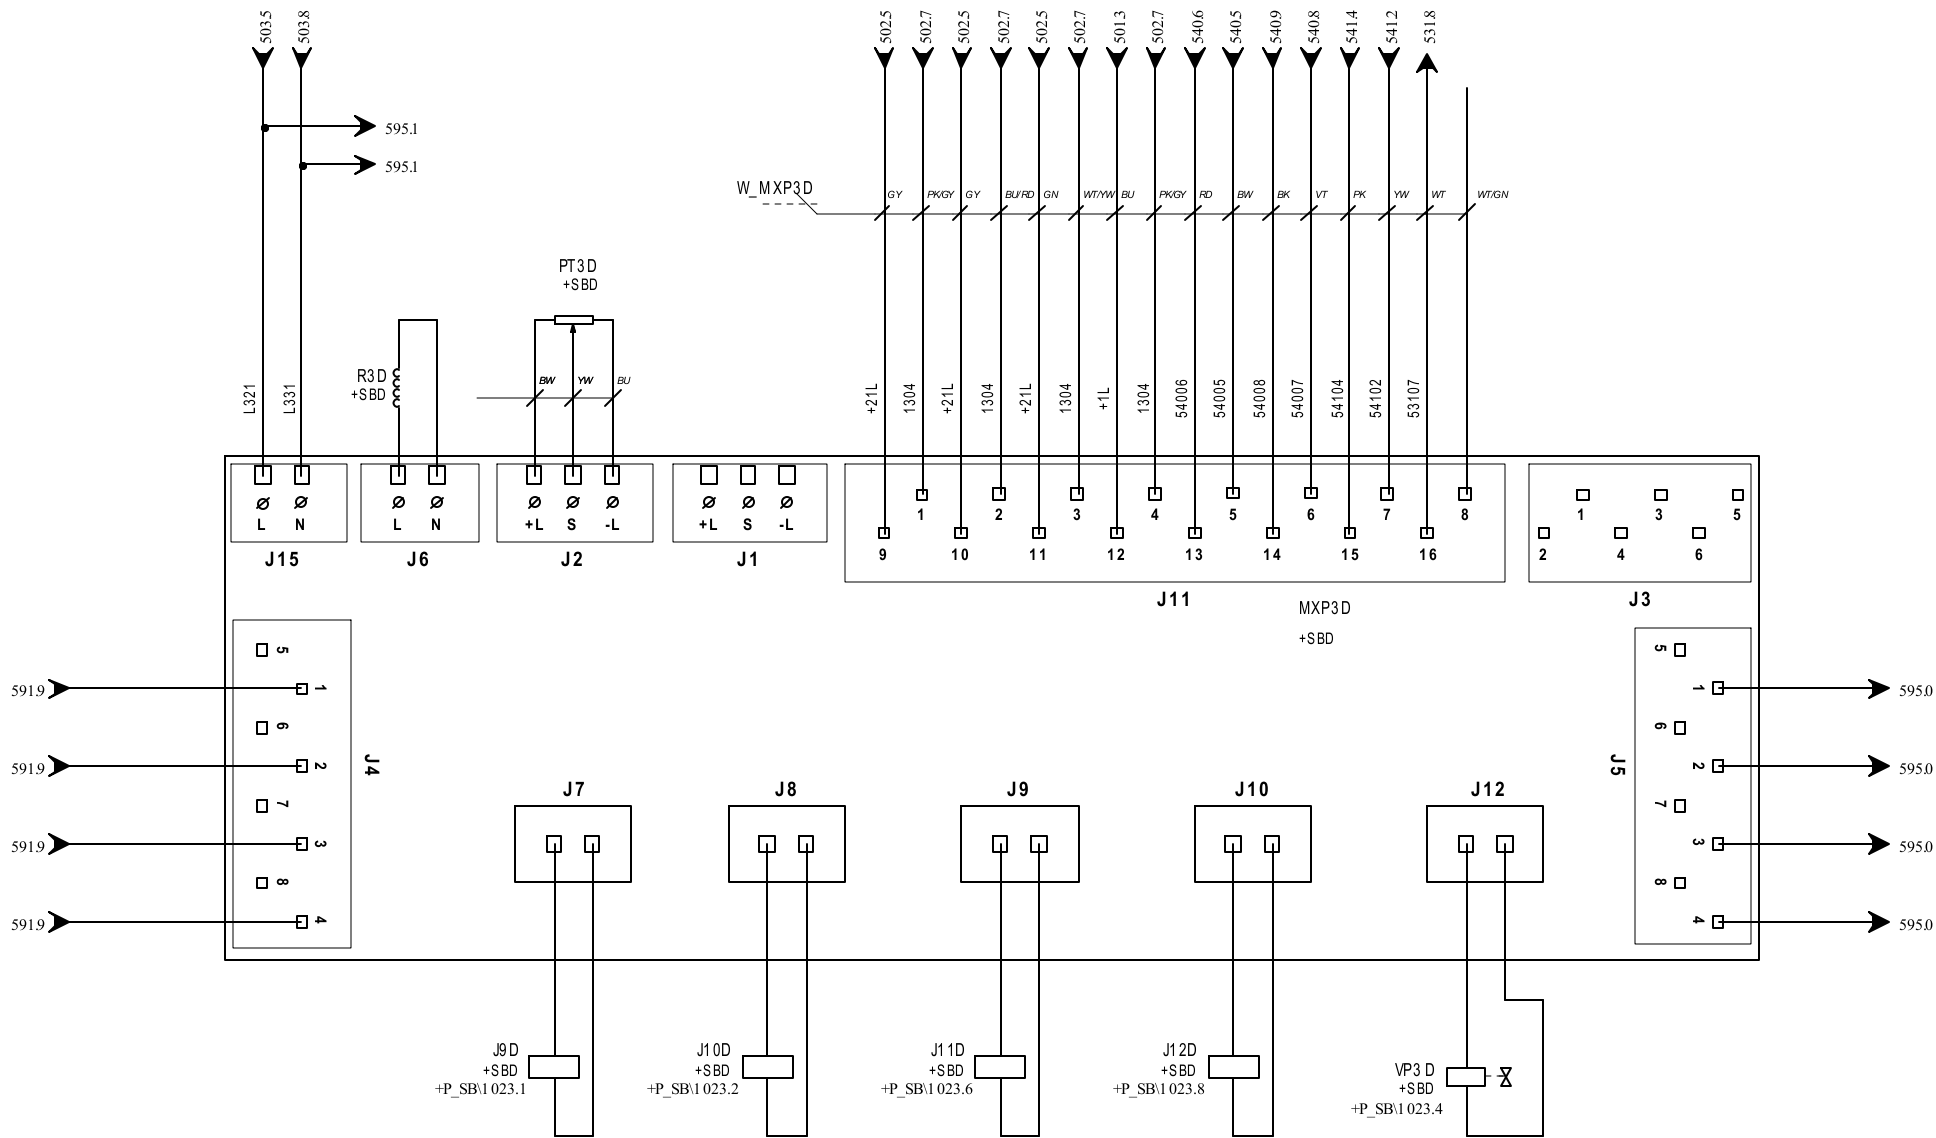 503.5 503.8 502.5 502.7 502.5 502.7 502.5 502.7 501.3 502.7 540.6 540.5 540.9 540.8 541.4 541.2 531.8
595.1
595.1
W_MXP3D GY PK/GY GY BU/RD GN WT/YW BU PK/GY RD BW BK VT PK YW WT WT/GN
PT3D
+SBD
R3D
+SBD
BW YW BU
L321 L331 +21L 1304 +21L 1304 +21L 1304 +1L 1304 54006 54005 54008 54007 54104 54102 53107
L N L N +L S -L +L S -L
1 2 3 4 5 6 7 8
9 10 11 12 13 14 15 16
1 3 5
2 4 6
J15 J6 J2 J1 J11 J3
MXP3D
+SBD
5 5
591.9 1 1 595.0
6 6
591.9 2 J4 J5 2 595.0
7 7
J7 J8 J9 J10 J12
591.9 3 3 595.0
8 8
591.9 4 4 595.0
J9D
+SBD
+P_SB\1023.1
J10D
+SBD
+P_SB\1023.2
J11D
+SBD
+P_SB\1023.6
J12D
+SBD
+P_SB\1023.8
VP3D
+SBD
+P_SB\1023.4